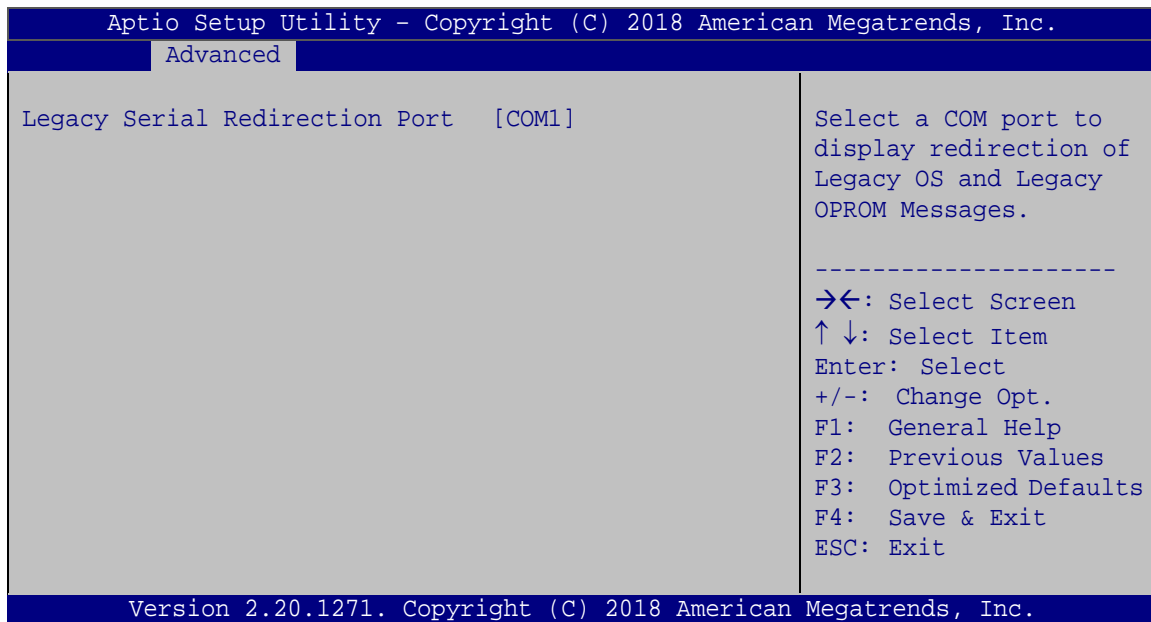 Aptio Setup Utility – Copyright (C) 2018 American Megatrends, Inc.
Advanced
Legacy Serial Redirection Port [COM1]
Select a COM port to
display redirection of
Legacy OS and Legacy
OPROM Messages.
---------------------
→←: Select Screen
↑ ↓: Select Item
Enter: Select
+/-: Change Opt.
F1: General Help
F2: Previous Values
F3: Optimized Defaults
F4: Save & Exit
ESC: Exit
Version 2.20.1271. Copyright (C) 2018 American Megatrends, Inc.